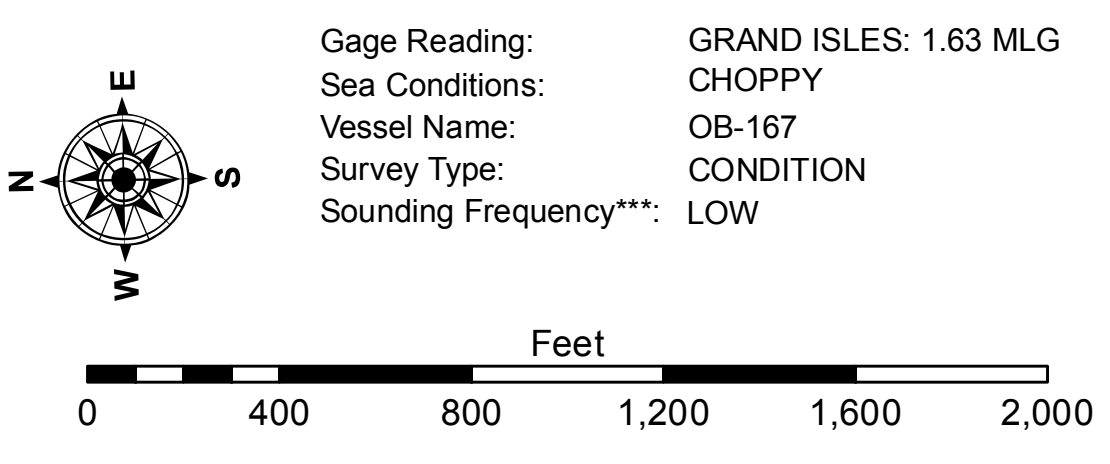 Gage Reading: GRAND ISLES: 1.63 MLG
Sea Conditions: CHOPPY
Vessel Name: OB-167
Survey Type: CONDITION
Sounding Frequency***: LOW
E
N S
W
Feet
0 400 800 1,200 1,600 2,000